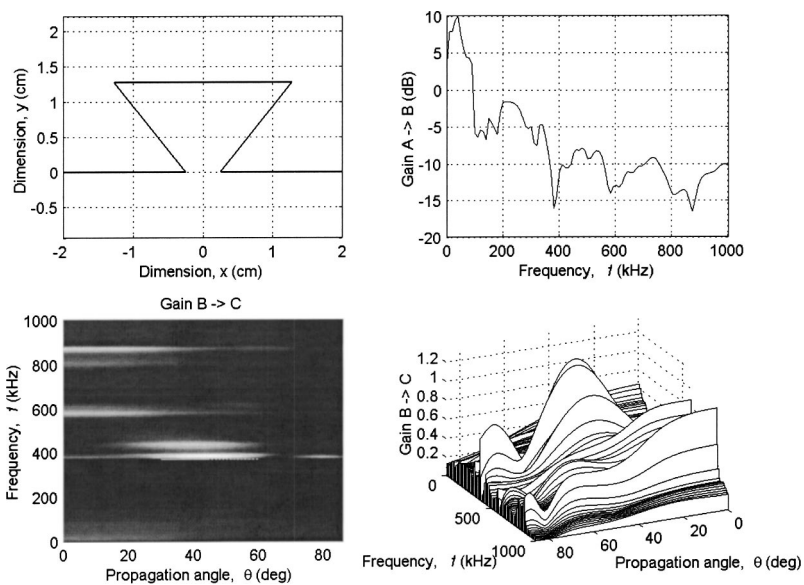 2
1.5
1
0.5
0
-0.5
Dimension, y (cm)
-2 -1 0 1 2
Dimension, x (cm)
10
5
0
-5
-10
-15
-20
Gain A -> B (dB)
0 200 400 600 800 1000
Frequency, f (kHz)
Gain B -> C
1000
800
600
400
200
0
Frequency, f (kHz)
0 20 40 60 80
Propagation angle, θ (deg)
1.2
1
0.8
0.6
0.4
0.2
Gain B -> C
0
500
1000
Frequency, f (kHz)
80 60 40 20 0
Propagation angle, θ (deg)